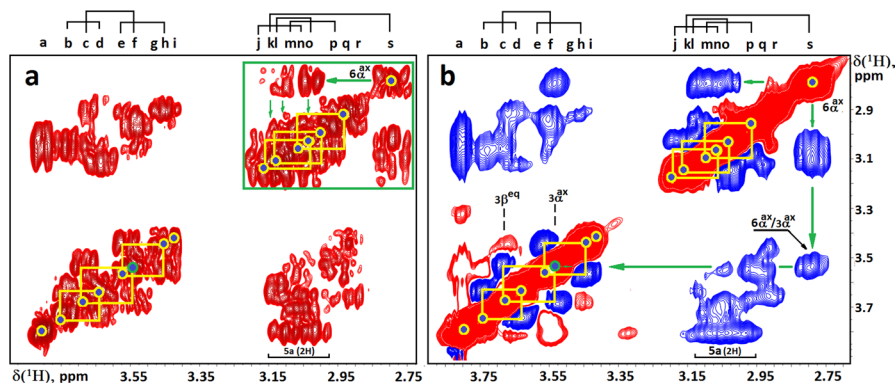 a b c d e f g h i j k l m n o p q r s
a b c d e f g h i j k l m n o p q r s
δ(¹H),
ppm
a
6α^ax
b
6α^ax
2.9
3.1
3β^eq
3α^ax
3.3
6α^ax/3α^ax
3.5
3.7
5a (2H)
5a (2H)
δ(¹H), ppm
3.55
3.35
3.15
2.95
2.75
3.75
3.55
3.35
3.15
2.95
2.75